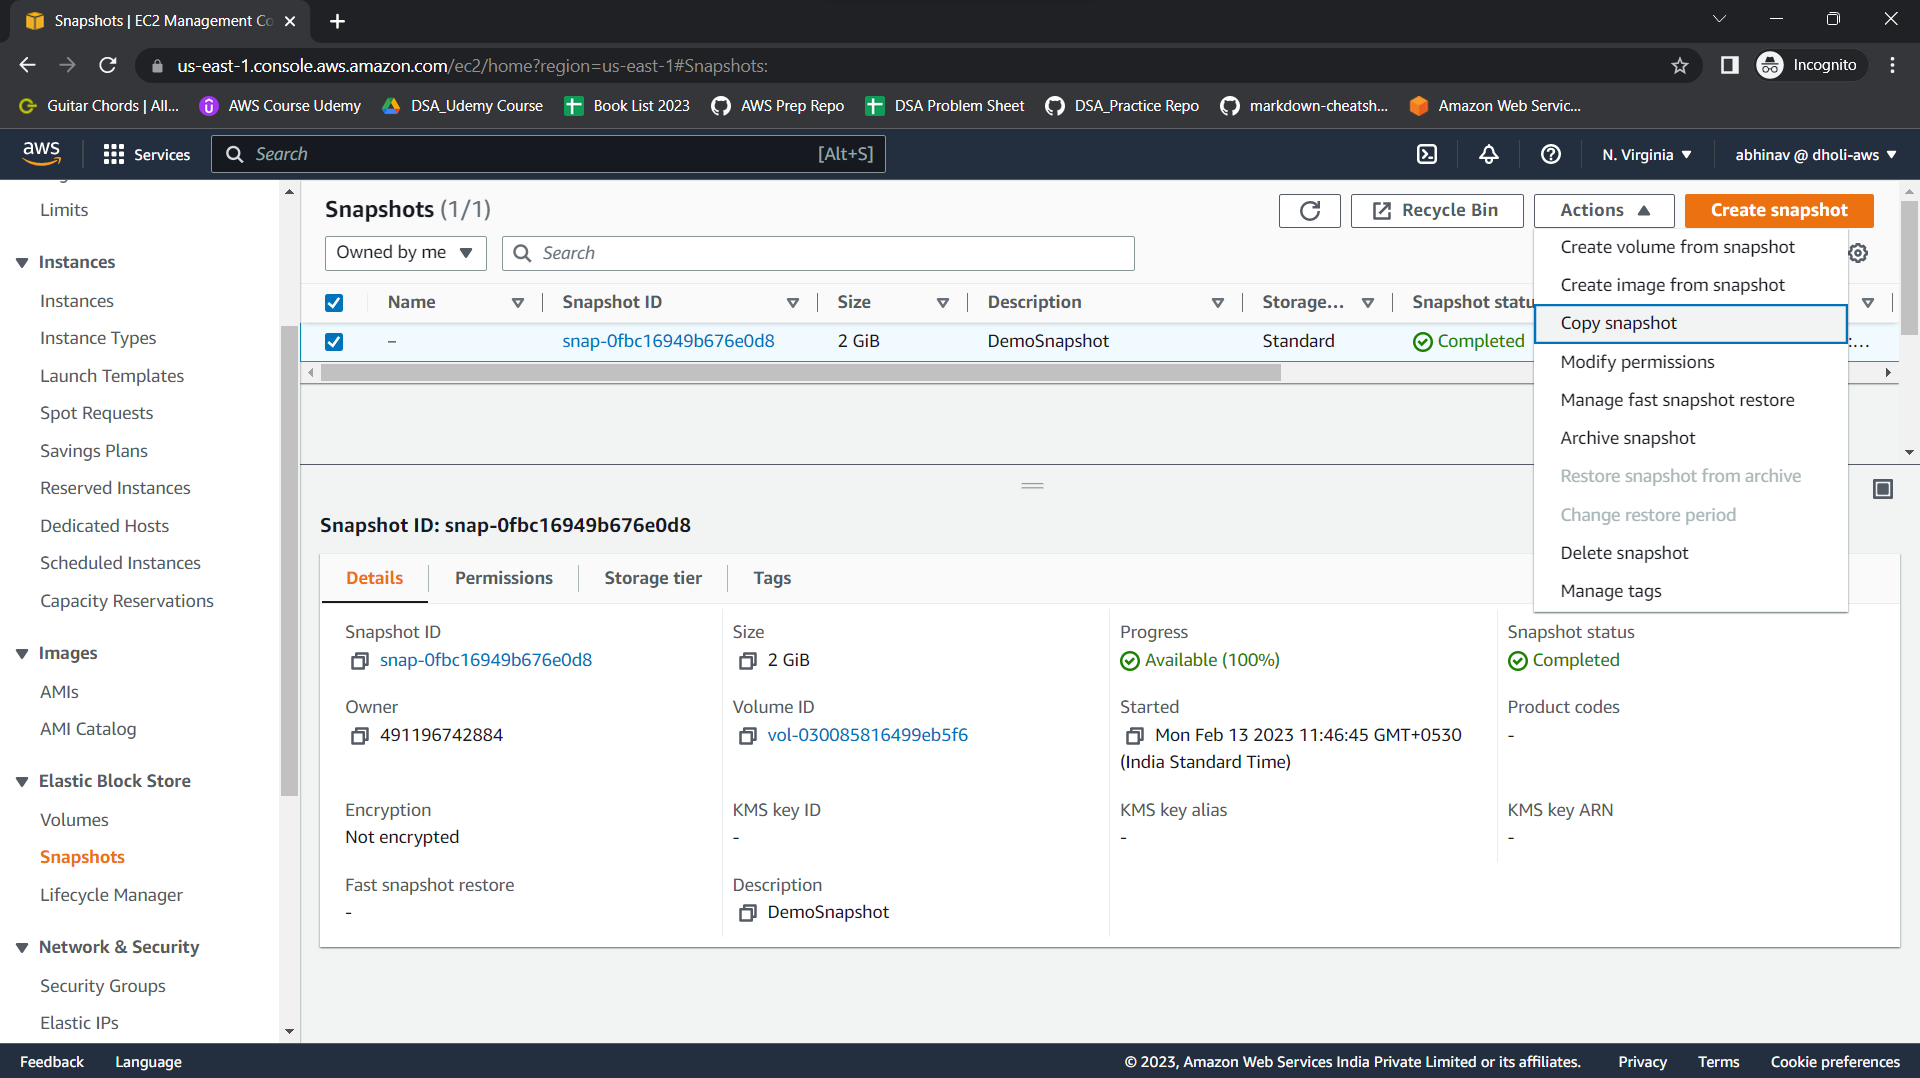 Snapshots | EC2 Management Co
us-east-1.console.aws.amazon.com/ec2/home?region=us-east-1#Snapshots:
Incognito
Guitar Chords | All...
AWS Course Udemy
DSA_Udemy Course
Book List 2023
AWS Prep Repo
DSA Problem Sheet
DSA_Practice Repo
markdown-cheatsh...
Amazon Web Servic...
aws
Services
Search
[Alt+S]
N. Virginia
abhinav @ dholi-aws
Limits
Instances
Instances
Instance Types
Launch Templates
Spot Requests
Savings Plans
Reserved Instances
Dedicated Hosts
Scheduled Instances
Capacity Reservations
Images
AMIs
AMI Catalog
Elastic Block Store
Volumes
Snapshots
Lifecycle Manager
Network & Security
Security Groups
Elastic IPs
Snapshots (1/1)
Recycle Bin
Actions
Create snapshot
Owned by me
Search
Name
Snapshot ID
Size
Description
Storage...
Snapshot statu
–
snap-0fbc16949b676e0d8
2 GiB
DemoSnapshot
Standard
Completed
:...
Create volume from snapshot
Create image from snapshot
Copy snapshot
Modify permissions
Manage fast snapshot restore
Archive snapshot
Restore snapshot from archive
Change restore period
Delete snapshot
Manage tags
Snapshot ID: snap-0fbc16949b676e0d8
Details
Permissions
Storage tier
Tags
Snapshot ID
snap-0fbc16949b676e0d8
Size
2 GiB
Progress
Available (100%)
Snapshot status
Completed
Owner
491196742884
Volume ID
vol-030085816499eb5f6
Started
Mon Feb 13 2023 11:46:45 GMT+0530
(India Standard Time)
Product codes
-
Encryption
Not encrypted
KMS key ID
-
KMS key alias
-
KMS key ARN
-
Fast snapshot restore
-
Description
DemoSnapshot
Feedback
Language
© 2023, Amazon Web Services India Private Limited or its affiliates.
Privacy
Terms
Cookie preferences